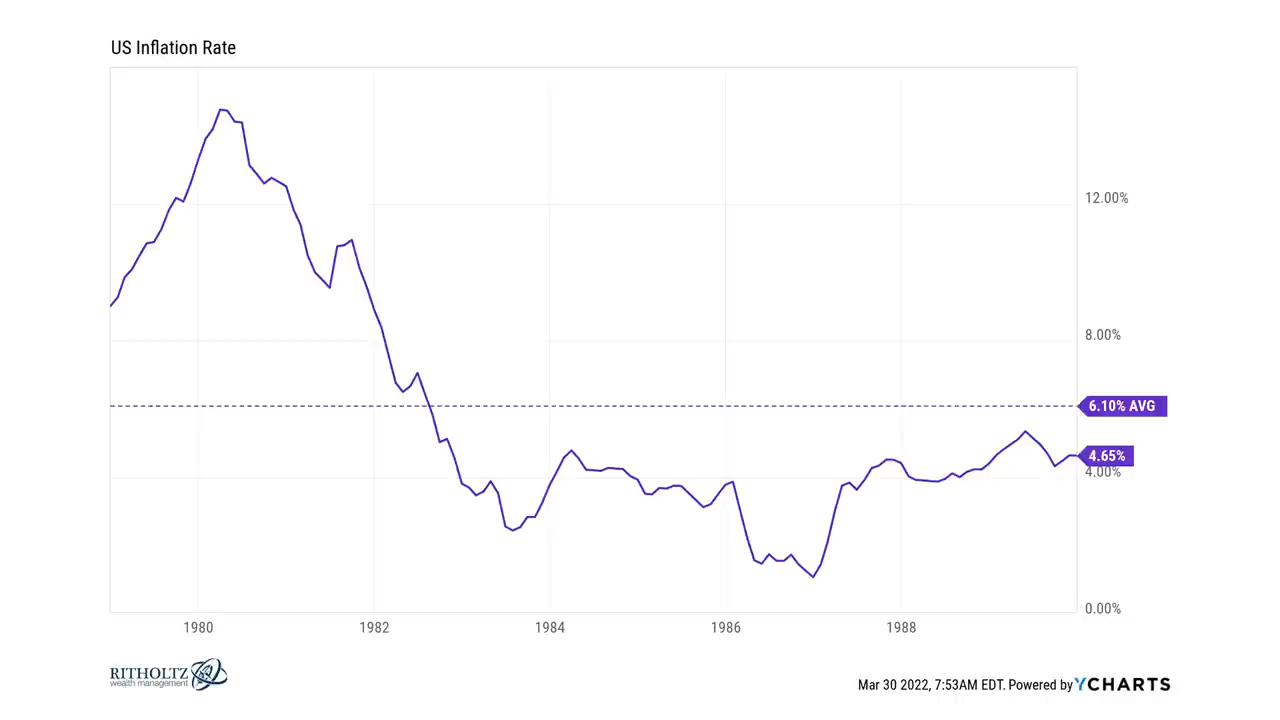 US Inflation Rate
12.00%
8.00%
6.10% AVG
4.65%
4.00%
0.00%
1980 1982 1984 1986 1988
RITHOLTZ
wealth management
Mar 30 2022, 7:53AM EDT. Powered by YCHARTS